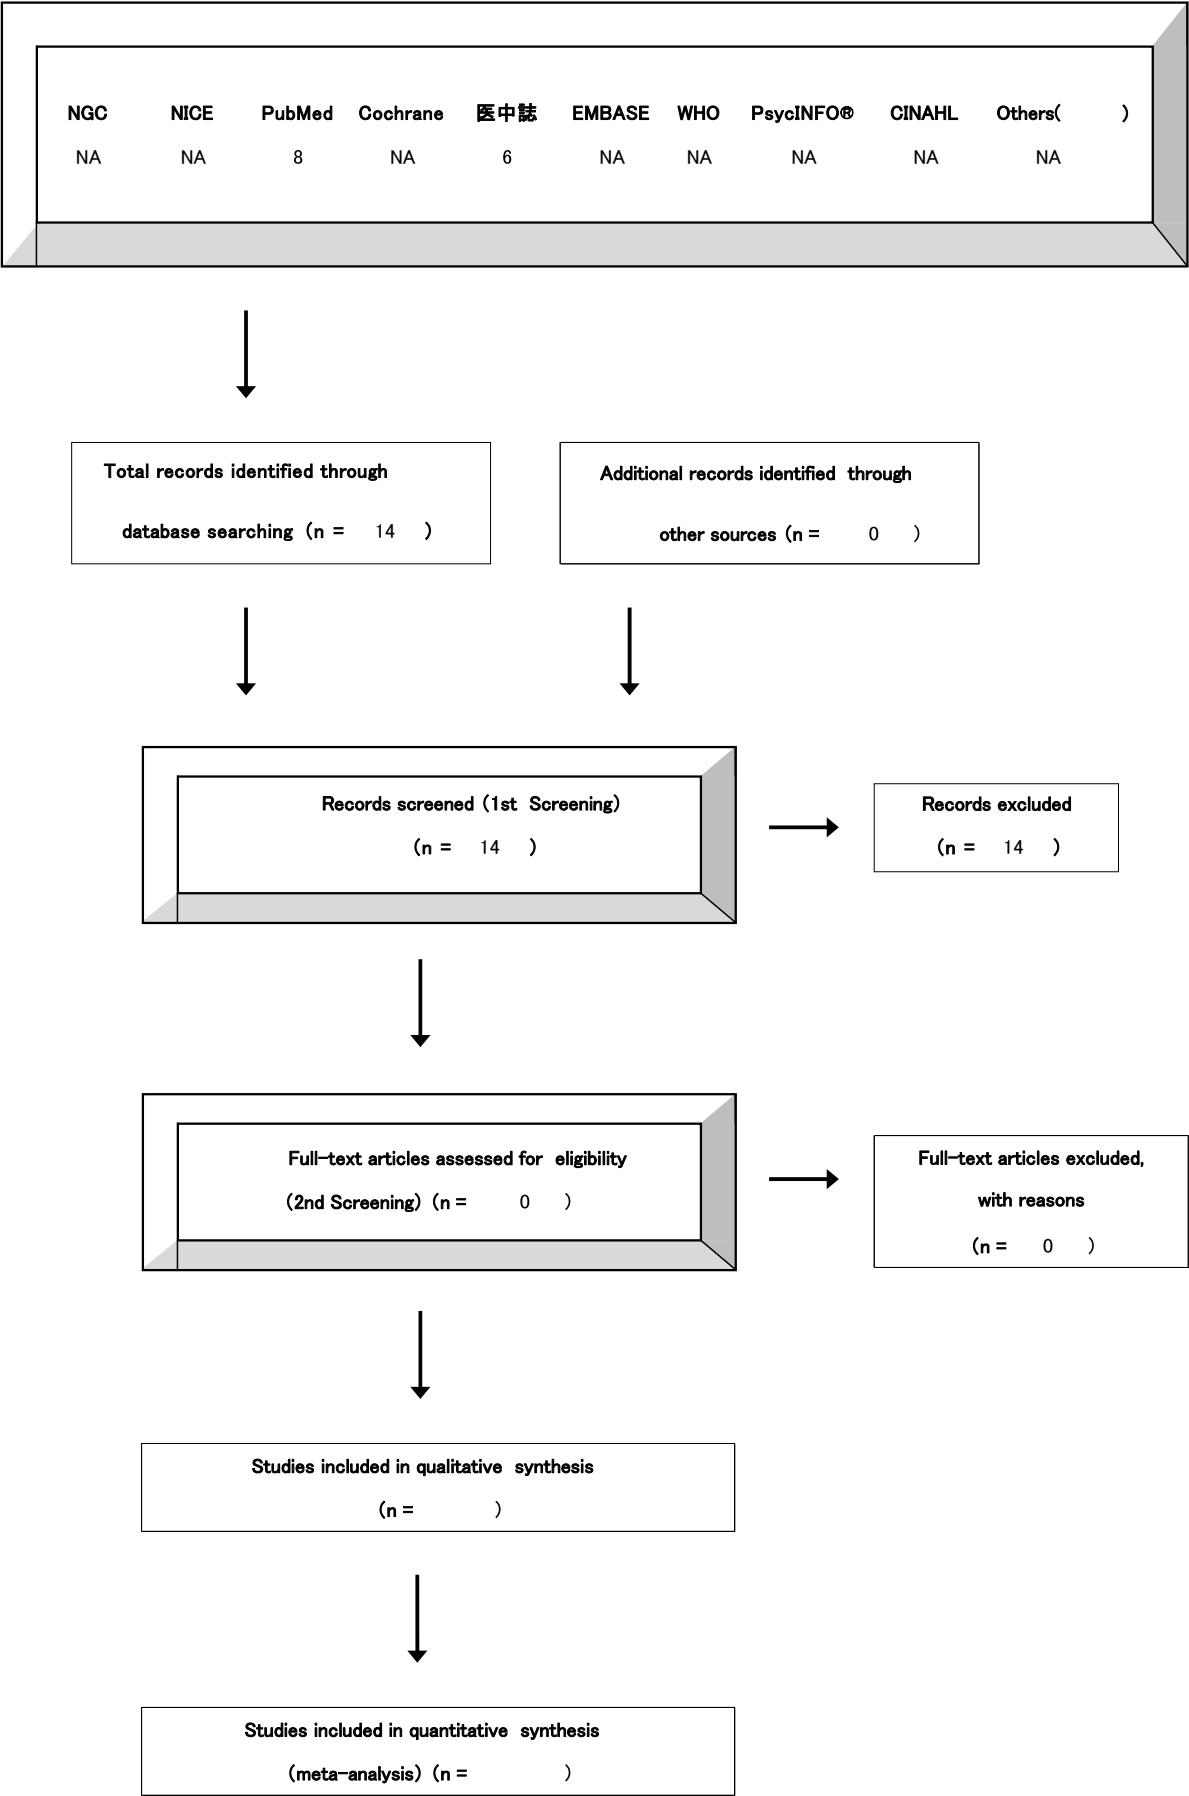 NGC NICE PubMed Cochrane 医中誌 EMBASE WHO PsycINFO® CINAHL Others( )
NA NA 8 NA 6 NA NA NA NA NA
Total records identified through
database searching (n = 14 )
Additional records identified through
other sources (n = 0 )
Records screened (1st Screening)
(n = 14 )
Records excluded
(n = 14 )
Full-text articles assessed for eligibility
(2nd Screening) (n = 0 )
Full-text articles excluded,
with reasons
(n = 0 )
Studies included in qualitative synthesis
(n = )
Studies included in quantitative synthesis
(meta-analysis) (n = )